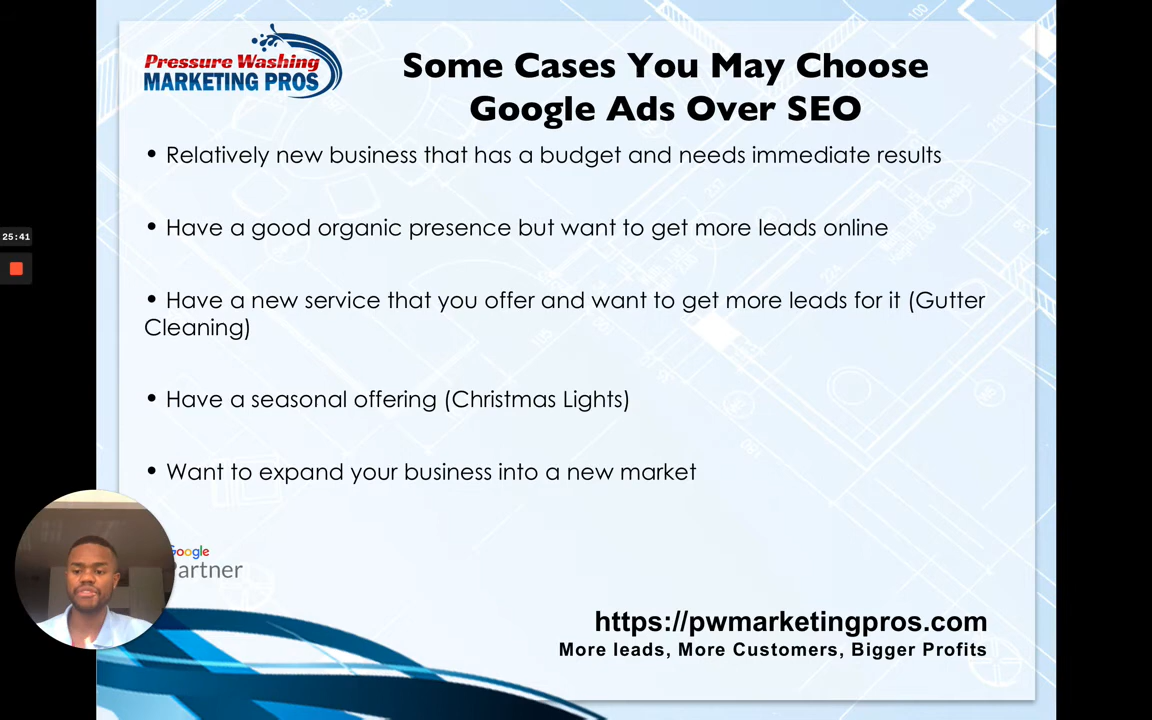 Pressure Washing
MARKETING PROS
Some Cases You May Choose
Google Ads Over SEO
• Relatively new business that has a budget and needs immediate results
• Have a good organic presence but want to get more leads online
25:41
• Have a new service that you offer and want to get more leads for it (Gutter
Cleaning)
• Have a seasonal offering (Christmas Lights)
• Want to expand your business into a new market
Google
Partner
https://pwmarketingpros.com
More leads, More Customers, Bigger Profits